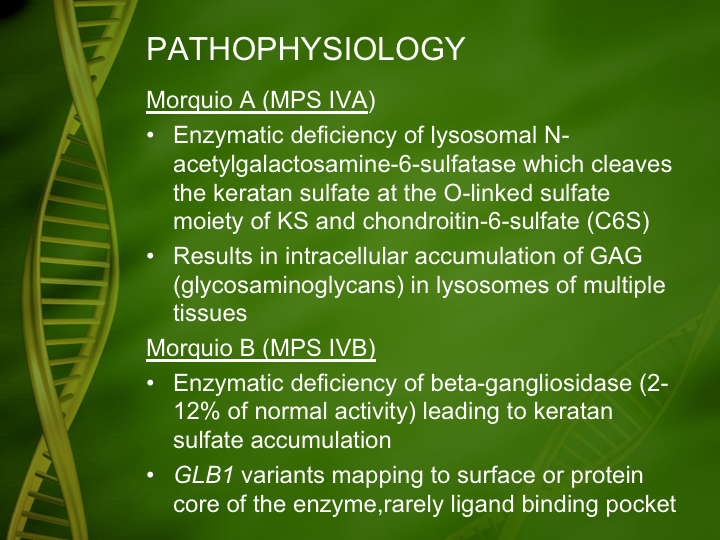 PATHOPHYSIOLOGY
Morquio A (MPS IVA)
• Enzymatic deficiency of lysosomal N-
acetylgalactosamine-6-sulfatase which cleaves
the keratan sulfate at the O-linked sulfate
moiety of KS and chondroitin-6-sulfate (C6S)
• Results in intracellular accumulation of GAG
(glycosaminoglycans) in lysosomes of multiple
tissues
Morquio B (MPS IVB)
• Enzymatic deficiency of beta-gangliosidase (2-
12% of normal activity) leading to keratan
sulfate accumulation
• GLB1 variants mapping to surface or protein
core of the enzyme,rarely ligand binding pocket